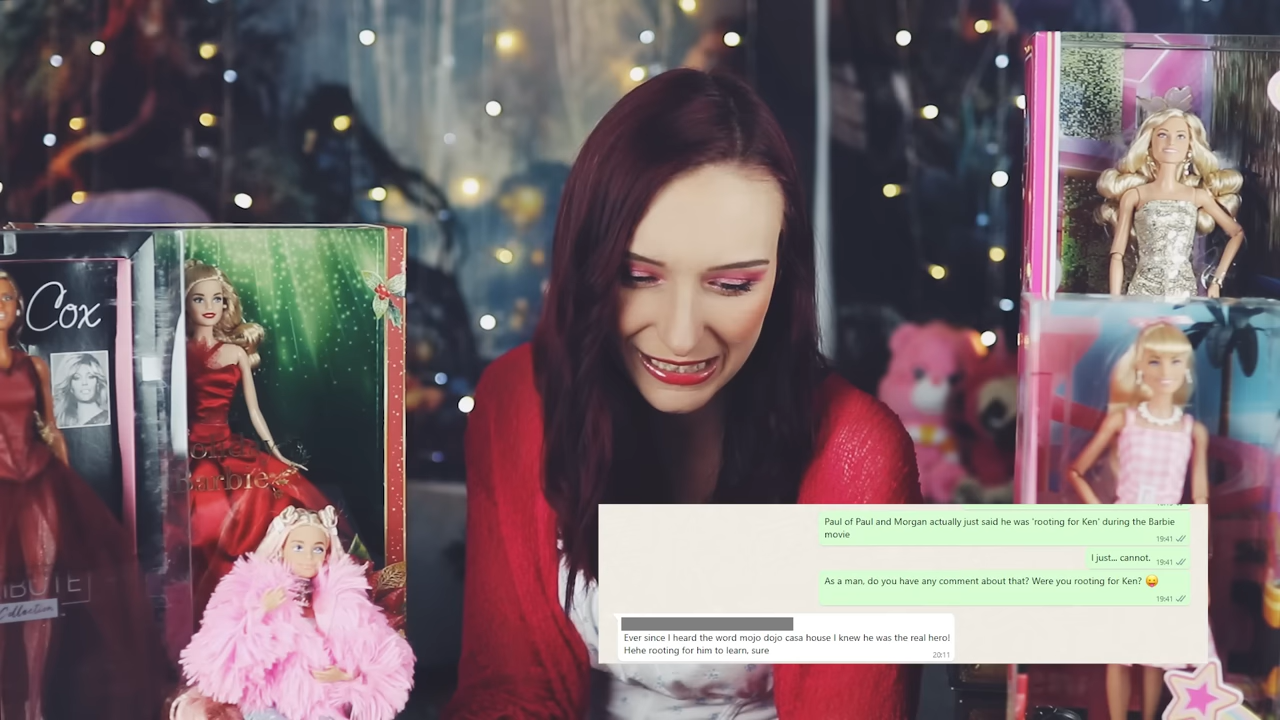 Cox
Barbie
IBUTE
Collection
Paul of Paul and Morgan actually just said he was 'rooting for Ken' during the Barbie
movie
19:41
I just... cannot.
19:41
As a man, do you have any comment about that? Were you rooting for Ken? 😛
19:41
Ever since I heard the word mojo dojo casa house I knew he was the real hero!
Hehe rooting for him to learn, sure
20:11